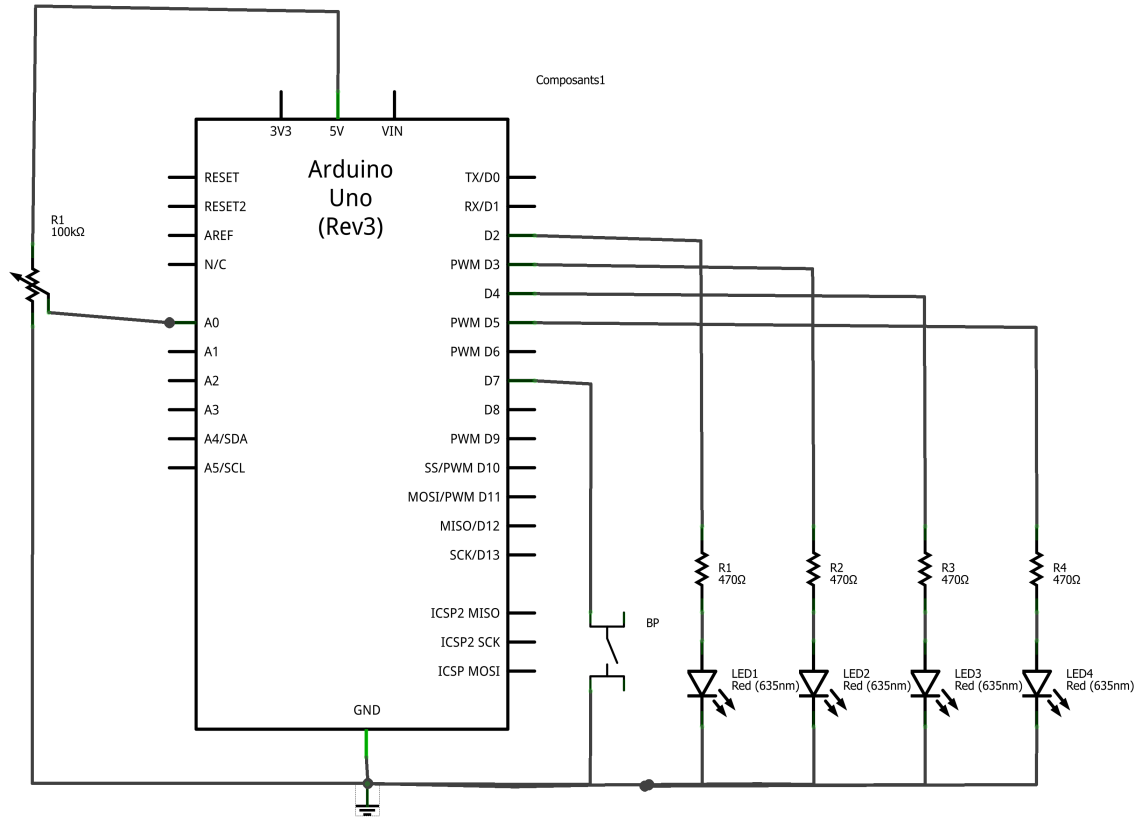 Composants1
3V3 5V VIN
Arduino
Uno
(Rev3)
RESET
RESET2
AREF
N/C
A0
A1
A2
A3
A4/SDA
A5/SCL
TX/D0
RX/D1
D2
PWM D3
D4
PWM D5
PWM D6
D7
D8
PWM D9
SS/PWM D10
MOSI/PWM D11
MISO/D12
SCK/D13
ICSP2 MISO
ICSP2 SCK
ICSP MOSI
GND
R1
100kΩ
BP
R1
470Ω
R2
470Ω
R3
470Ω
R4
470Ω
LED1
Red (635nm)
LED2
Red (635nm)
LED3
Red (635nm)
LED4
Red (635nm)